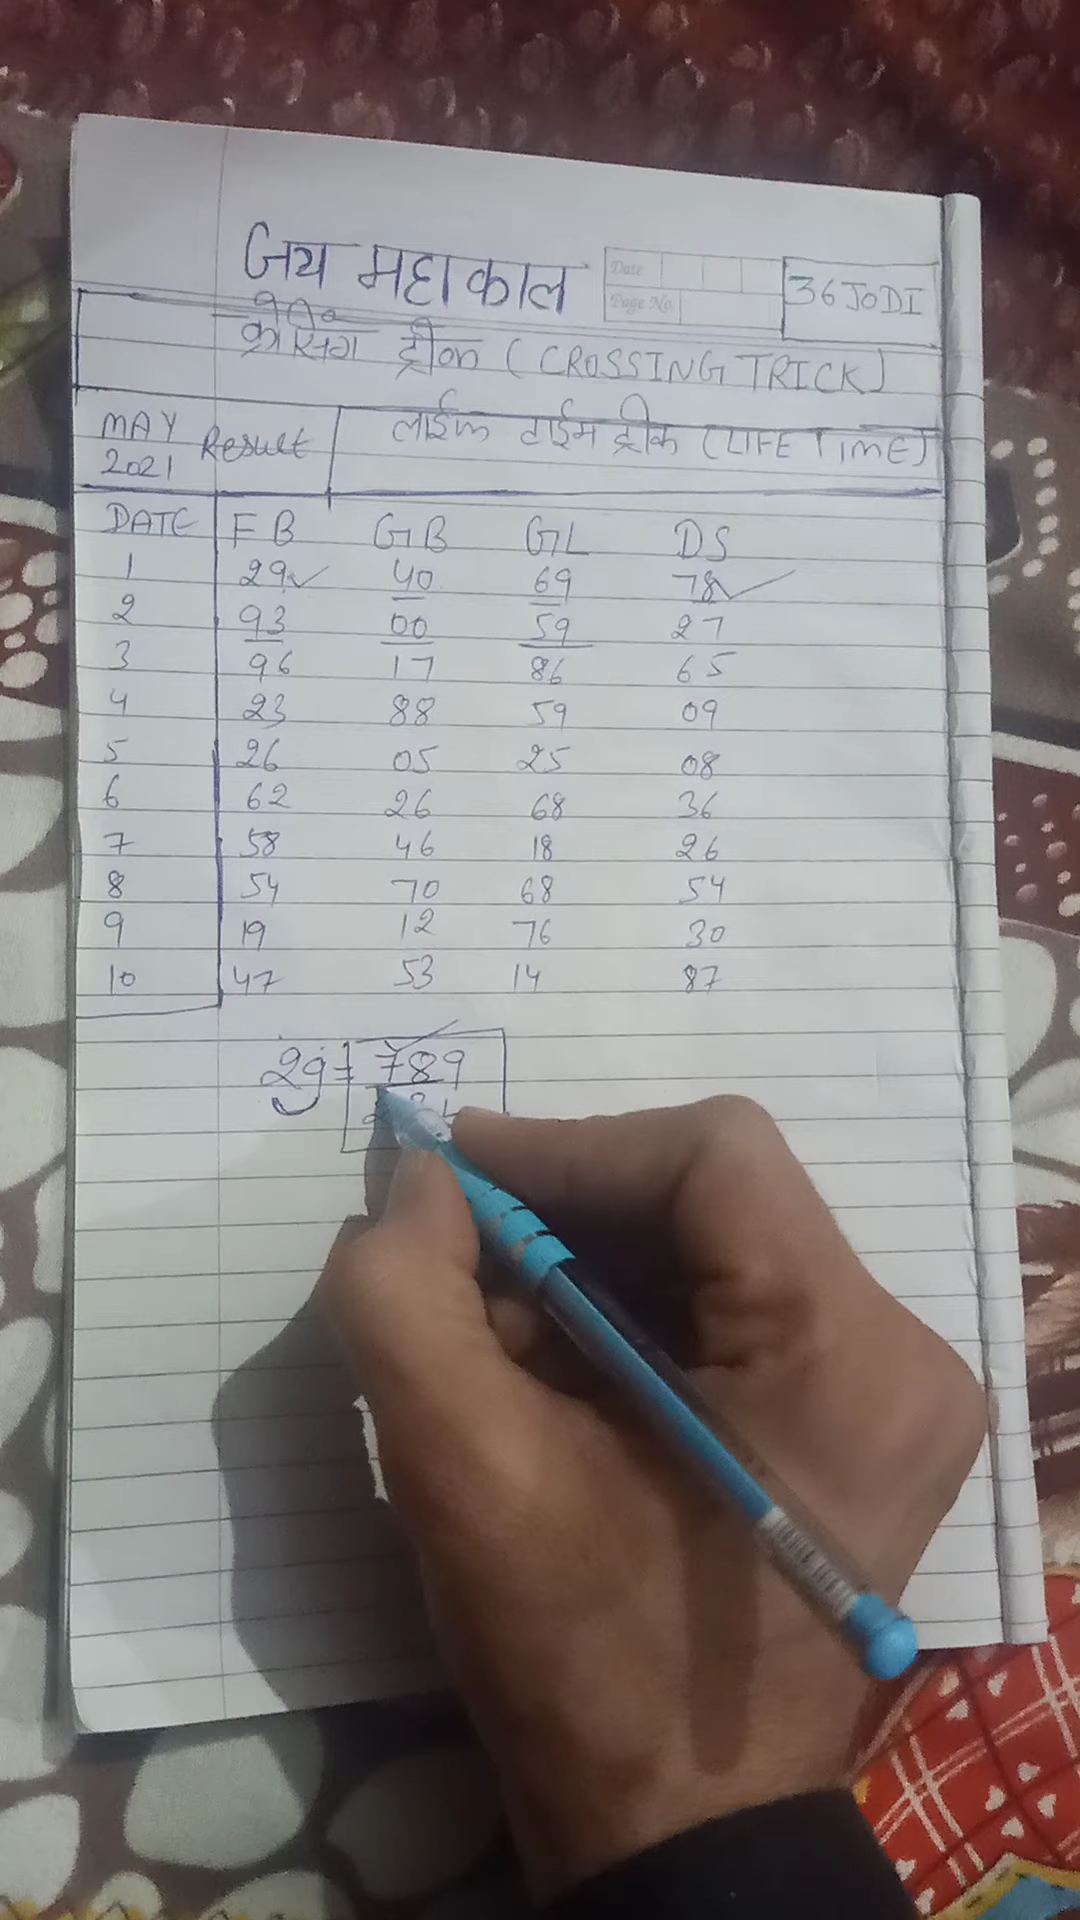 जय महाकाल
Date
Page No.
36 JODI
क्रोसिंग ट्रीक (CROSSING TRICK)
MAY 2021 Result
लाईफ टाईम ट्रीक (LIFE TIME)
DATE FB GB GL DS
1 29 40 69 78
2 93 00 59 27
3 96 17 86 65
4 23 88 59 09
5 26 05 25 08
6 62 26 68 36
7 58 46 18 26
8 54 70 68 54
9 19 12 76 30
10 47 53 14 87
29= 789